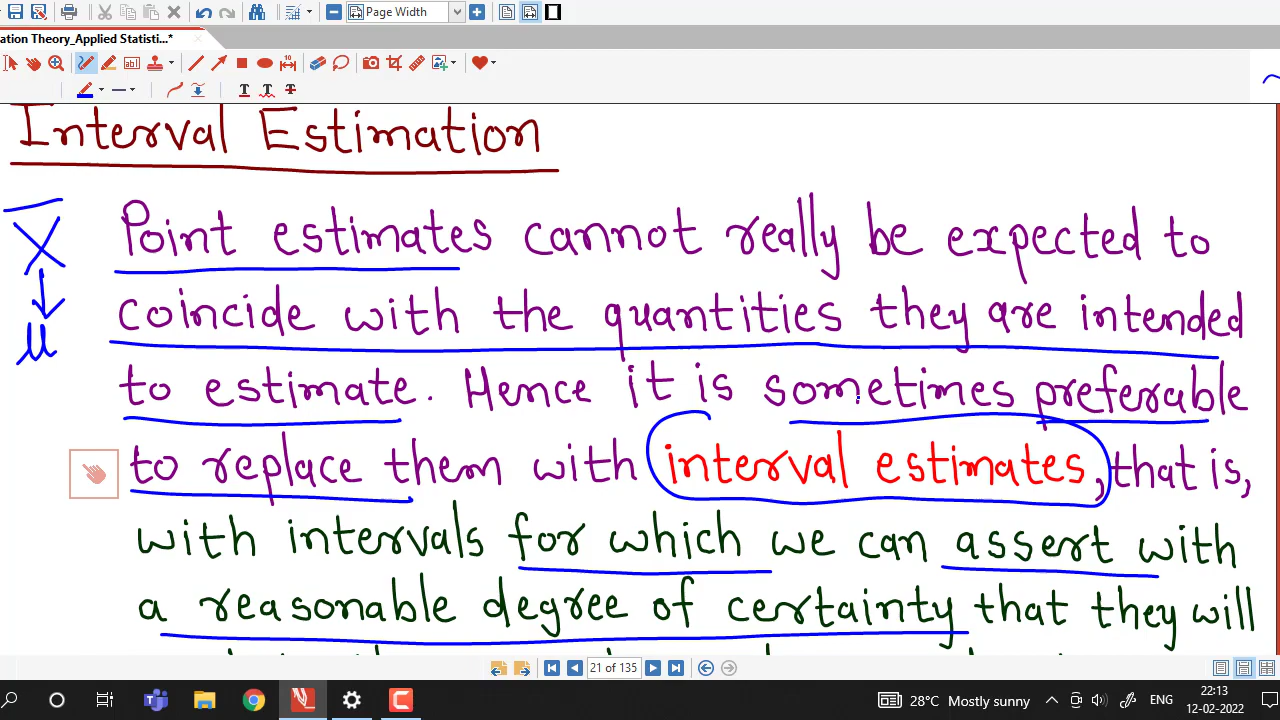 Page Width
ation Theory_Applied Statisti...*
Interval Estimation
X
μ
Point estimates cannot really be expected to
coincide with the quantities they are intended
to estimate. Hence it is sometimes preferable
to replace them with interval estimates, that is,
with intervals for which we can assert with
a reasonable degree of certainty that they will
21 of 135
28°C Mostly sunny
ENG
22:13
12-02-2022